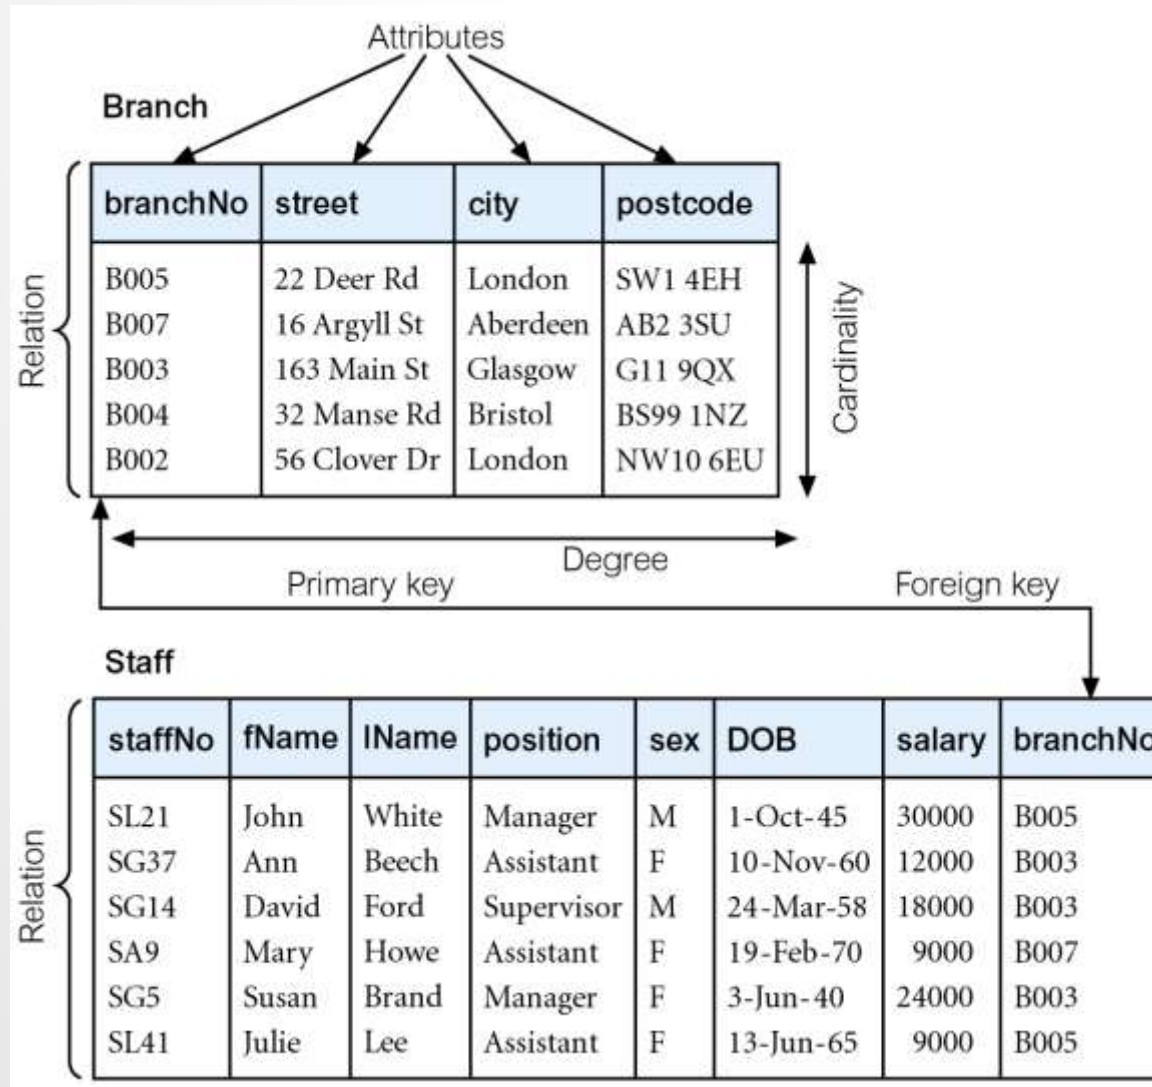 Attributes
Branch
branchNo street city postcode
B005 22 Deer Rd London SW1 4EH
B007 16 Argyll St Aberdeen AB2 3SU
B003 163 Main St Glasgow G11 9QX
B004 32 Manse Rd Bristol BS99 1NZ
B002 56 Clover Dr London NW10 6EU
Relation
Cardinality
Degree
Primary key Foreign key
Staff
staffNo fName lName position sex DOB salary branchNo
SL21 John White Manager M 1-Oct-45 30000 B005
SG37 Ann Beech Assistant F 10-Nov-60 12000 B003
SG14 David Ford Supervisor M 24-Mar-58 18000 B003
SA9 Mary Howe Assistant F 19-Feb-70 9000 B007
SG5 Susan Brand Manager F 3-Jun-40 24000 B003
SL41 Julie Lee Assistant F 13-Jun-65 9000 B005
Relation